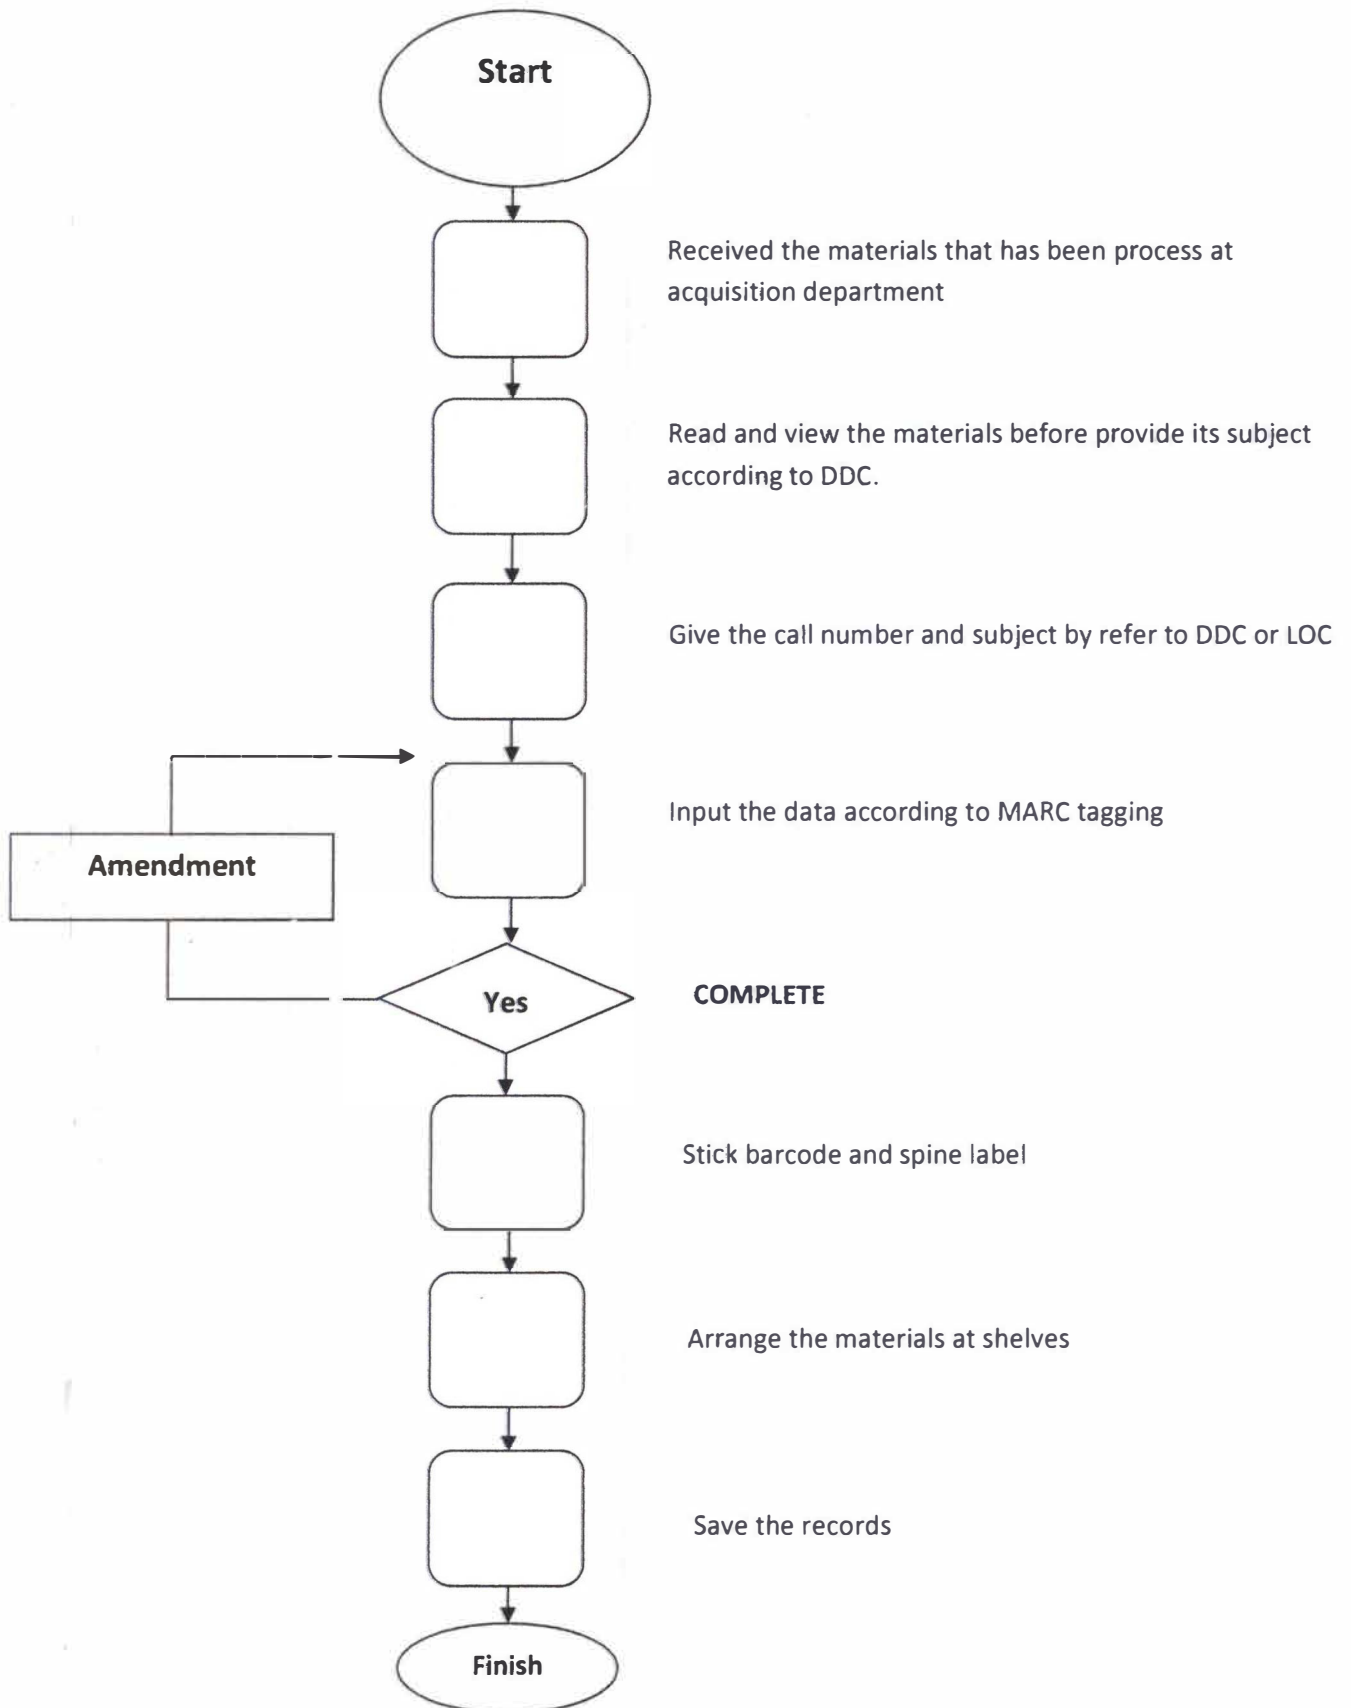 Start
Received the materials that has been process at
acquisition department
Read and view the materials before provide its subject
according to DDC.
Give the call number and subject by refer to DDC or LOC
Input the data according to MARC tagging
Amendment
Yes
COMPLETE
Stick barcode and spine label
Arrange the materials at shelves
Save the records
Finish